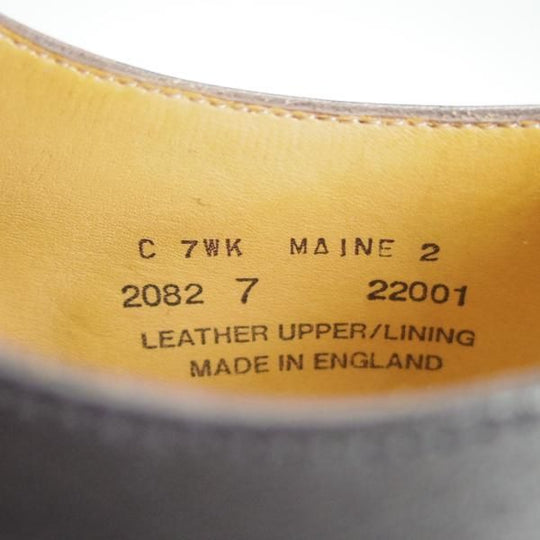 C 7WK MAINE 2
2082 7 22001
LEATHER UPPER/LINING
MADE IN ENGLAND